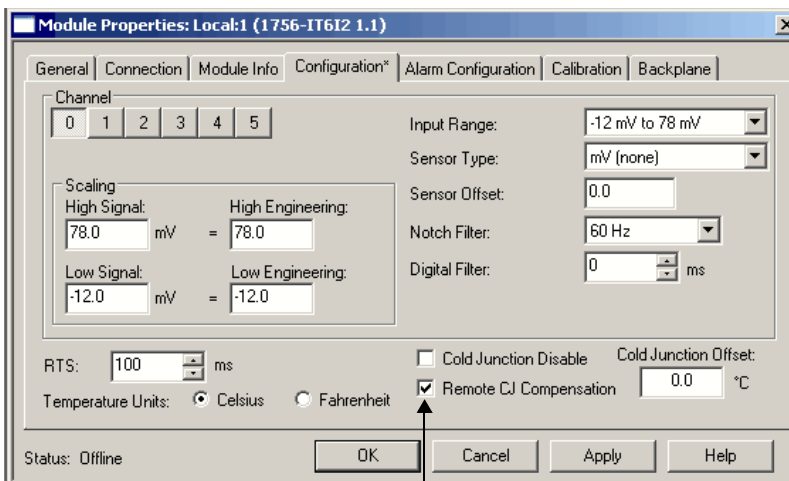 Module Properties: Local:1 (1756-IT6I2 1.1)
General Connection Module Info Configuration* Alarm Configuration Calibration Backplane
Channel
0 1 2 3 4 5
Input Range: -12 mV to 78 mV
Sensor Type: mV (none)
Scaling
Sensor Offset: 0.0
High Signal: High Engineering:
78.0 mV = 78.0
Notch Filter: 60 Hz
Low Signal: Low Engineering:
Digital Filter: 0 ms
-12.0 mV = -12.0
RTS: 100 ms
Cold Junction Disable
Cold Junction Offset:
Temperature Units: Celsius Fahrenheit
Remote CJ Compensation
0.0 °C
Status: Offline
OK Cancel Apply Help